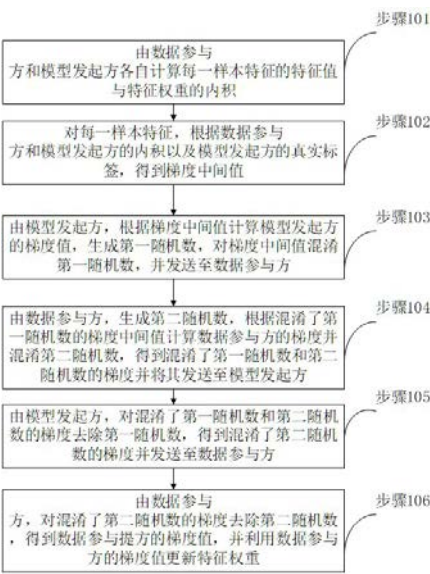 步骤101
由数据参与
方和模型发起方各自计算每一样本特征的特征值
与特征权重的内积
步骤102
对每一样本特征，根据数据参与
方和模型发起方的内积以及模型发起方的真实标
签，得到梯度中间值
步骤103
由模型发起方，根据梯度中间值计算模型发起方
的梯度值，生成第一随机数，对梯度中间值混淆
第一随机数，并发送至数据参与方
步骤104
由数据参与方，生成第二随机数，根据混淆了第
一随机数的梯度中间值计算数据参与方的梯度并
混淆第二随机数，得到混淆了第一随机数和第二
随机数的梯度并将其发送至模型发起方
步骤105
由模型发起方，对混淆了第一随机数和第二随机
数的梯度去除第一随机数，得到混淆了第二随机
数的梯度并发送至数据参与方
步骤106
由数据参与
方，对混淆了第二随机数的梯度去除第二随机数
，得到数据参与提方的梯度值，并利用数据参与
方的梯度值更新特征权重